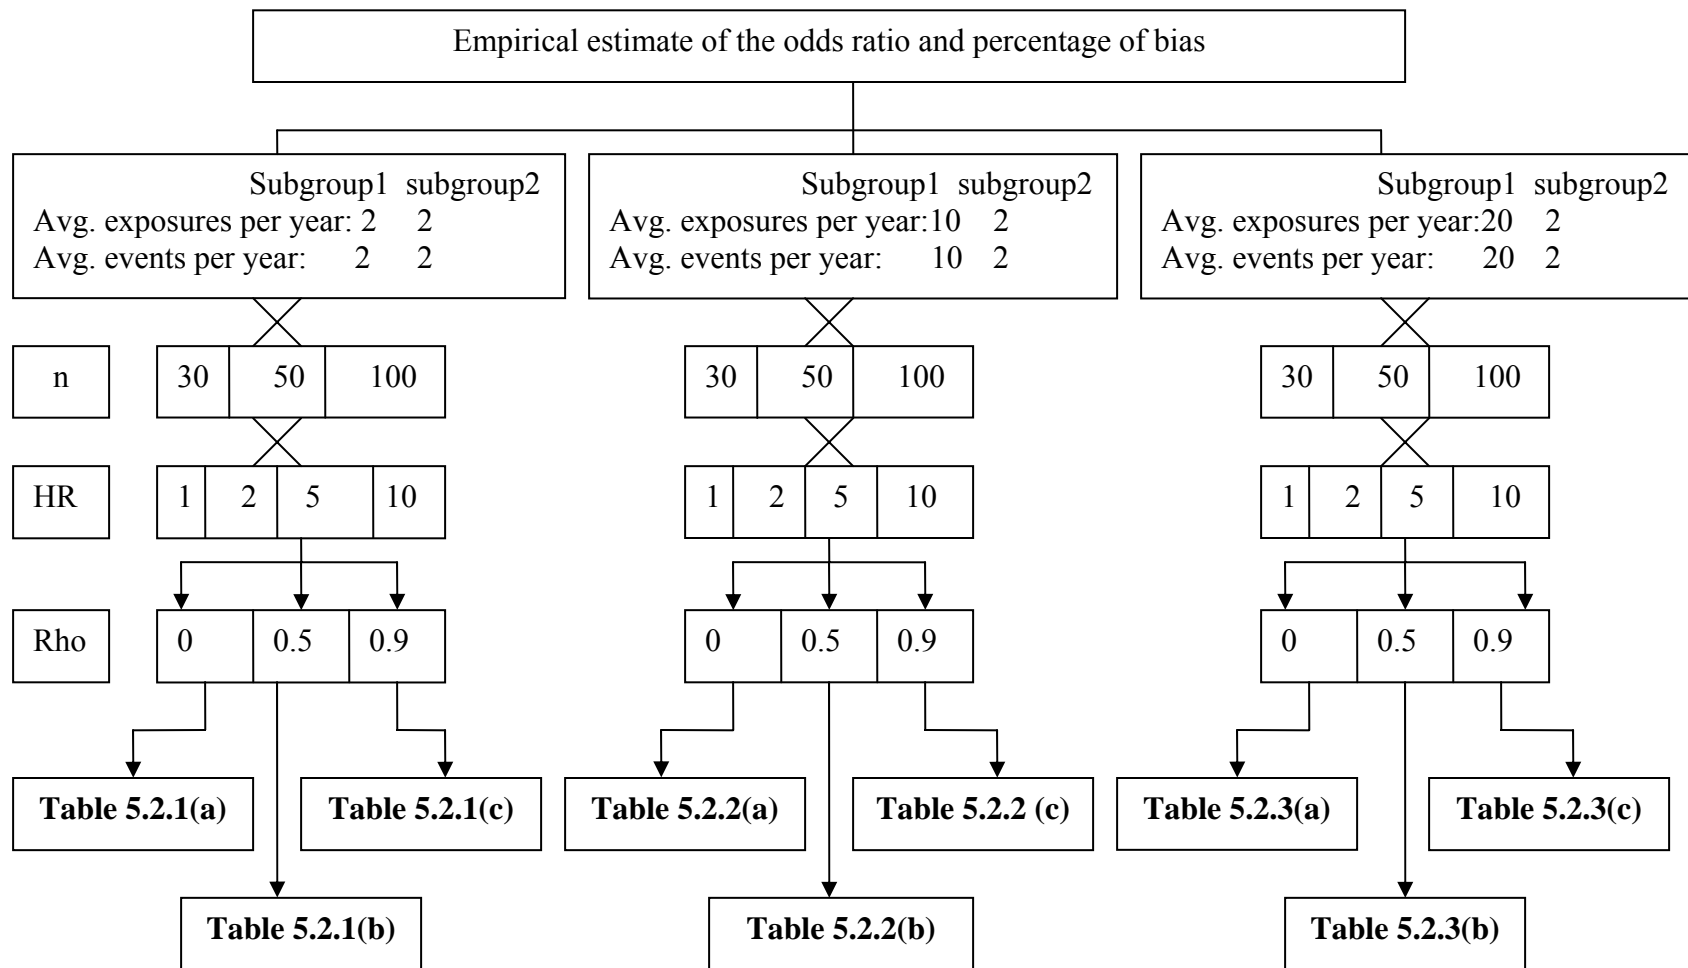 Empirical estimate of the odds ratio and percentage of bias
Subgroup1 subgroup2
Avg. exposures per year: 2 2
Avg. events per year: 2 2
Subgroup1 subgroup2
Avg. exposures per year:10 2
Avg. events per year: 10 2
Subgroup1 subgroup2
Avg. exposures per year:20 2
Avg. events per year: 20 2
n
30 50 100
30 50 100
30 50 100
HR
1 2 5 10
1 2 5 10
1 2 5 10
Rho
0 0.5 0.9
0 0.5 0.9
0 0.5 0.9
Table 5.2.1(a)
Table 5.2.1(c)
Table 5.2.2(a)
Table 5.2.2 (c)
Table 5.2.3(a)
Table 5.2.3(c)
Table 5.2.1(b)
Table 5.2.2(b)
Table 5.2.3(b)